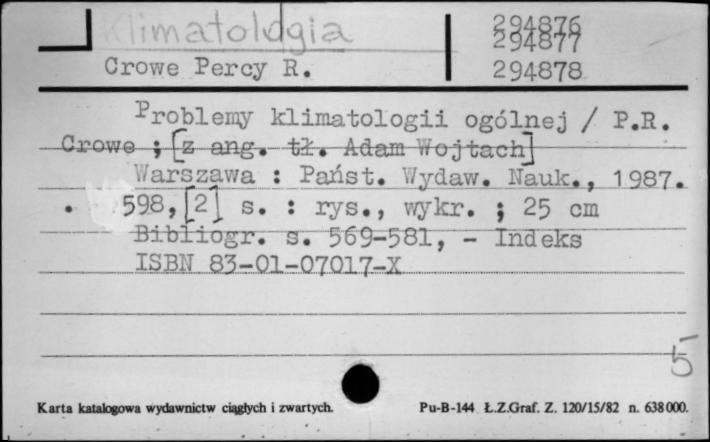 Klimatologia
294876
294877
Crowe Percy R.
294878
Problemy klimatologii ogólnej / P.R.
Crowe ; [z ang. tł. Adam Wojtach]
Warszawa : Państ. Wydaw. Nauk., 1987.
598,[2] s. : rys., wykr. ; 25 cm
Bibliogr. s. 569-581, - Indeks
ISBN 83-01-07017-X
5
Karta katalogowa wydawnictw ciągłych i zwartych.
Pu-B-144 Ł.Z.Graf. Z. 120/15/82 n. 638000.